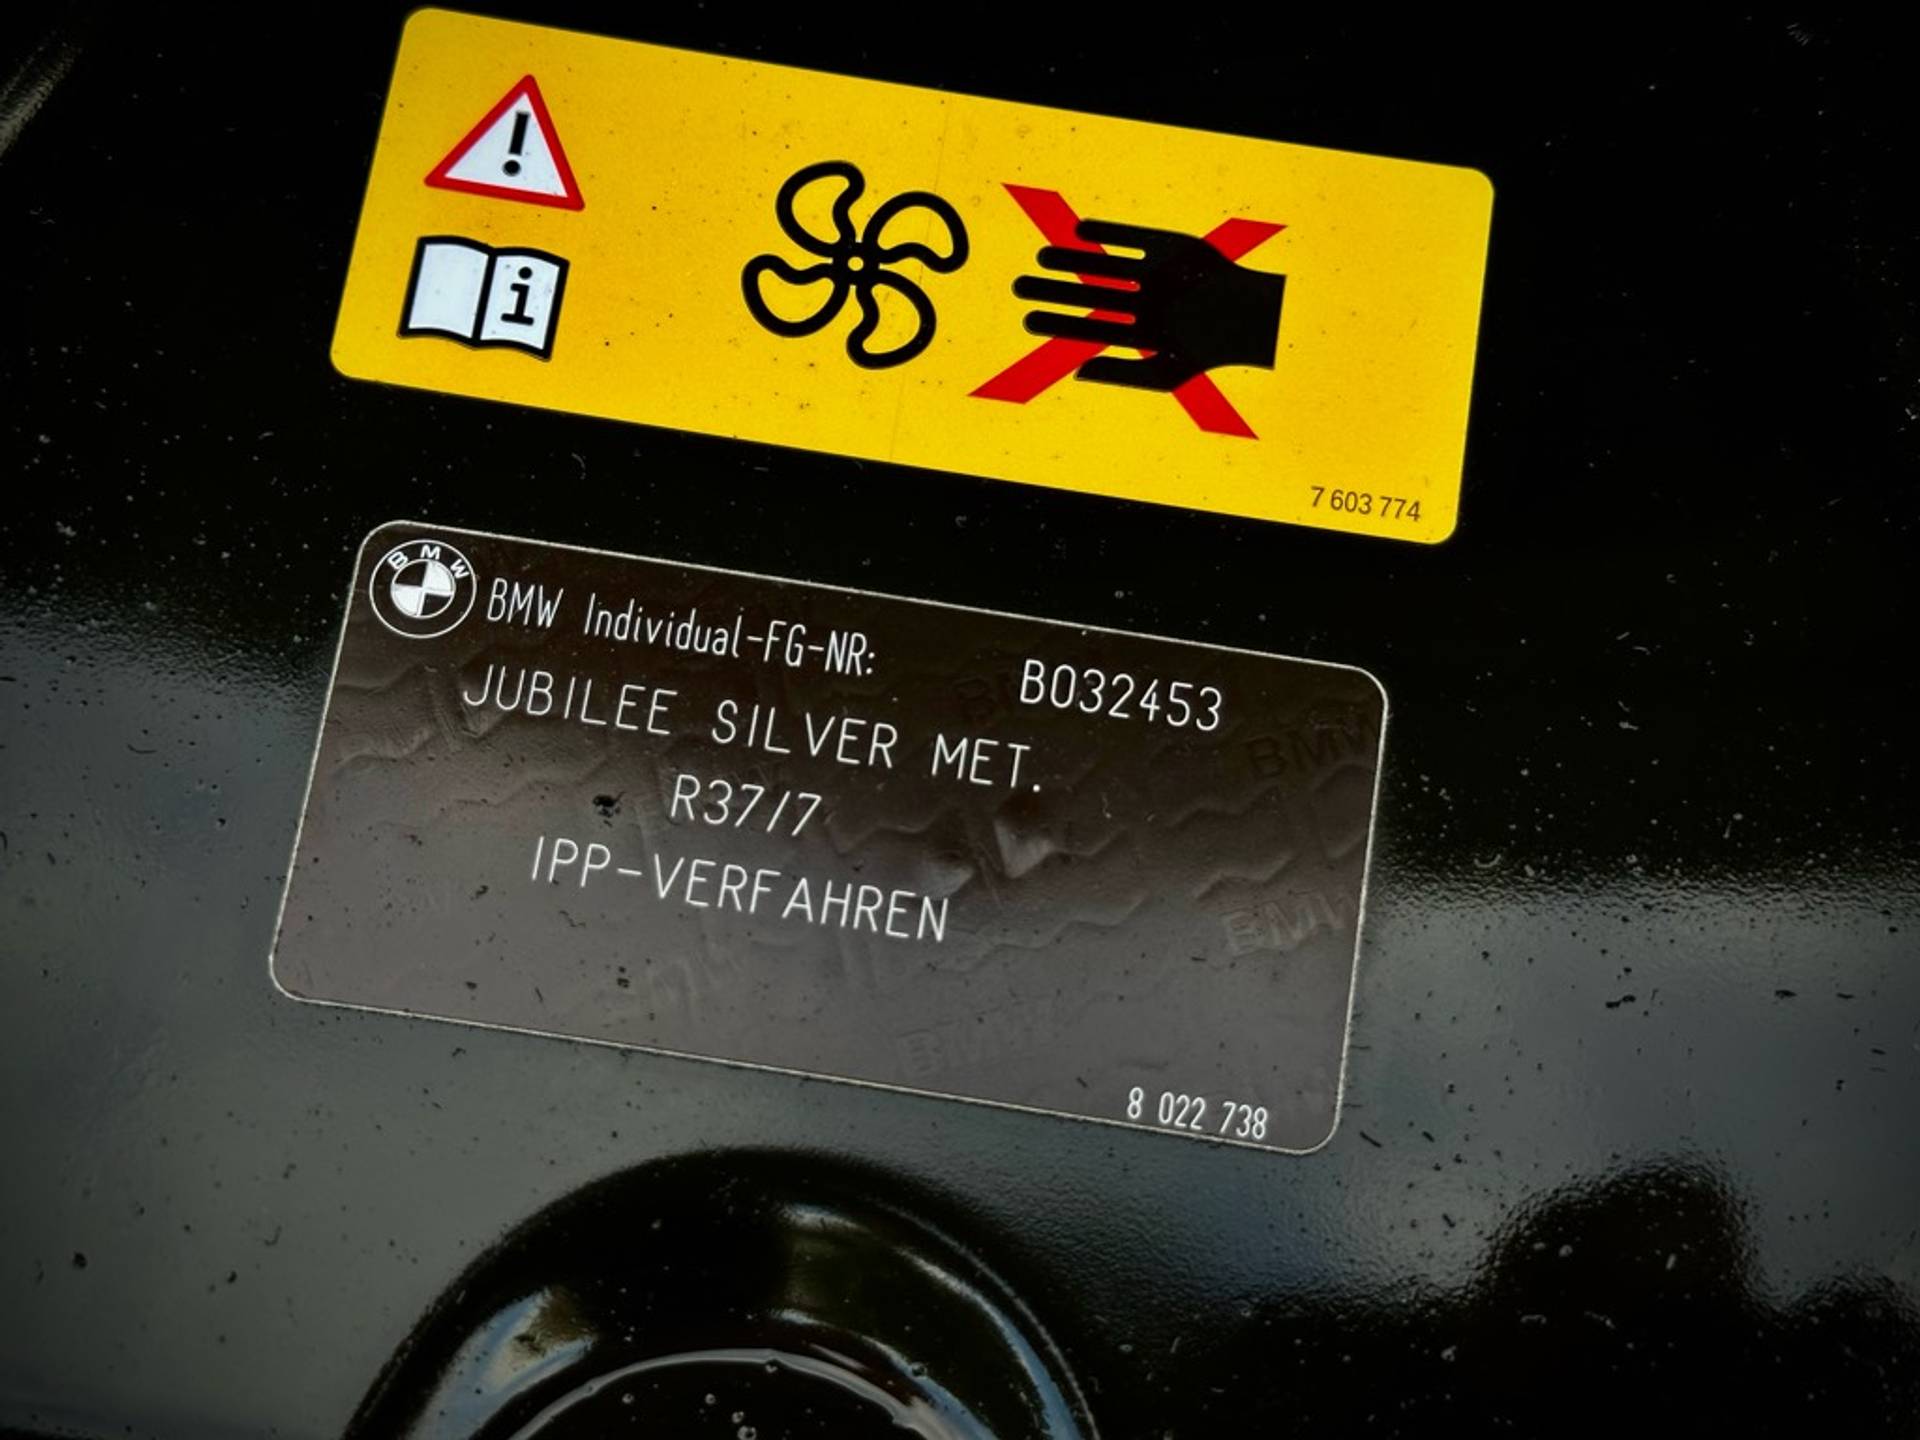 !
i
7 603 774
BMW
BMW Individual-FG-NR: B032453
JUBILEE SILVER MET.
R37/7
IPP-VERFAHREN
8 022 738